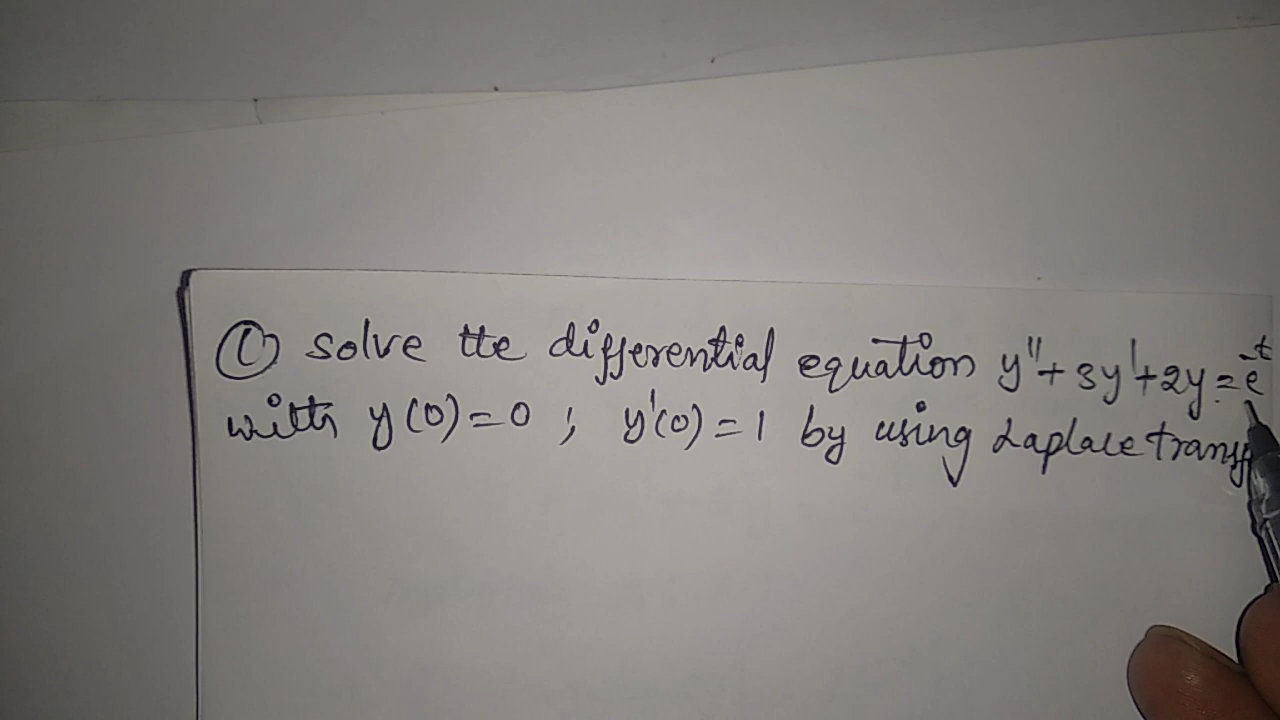 ① solve the differential equation y"+3y'+2y=e^-t
with y(0)=0 ; y'(0)=1 by using Laplace